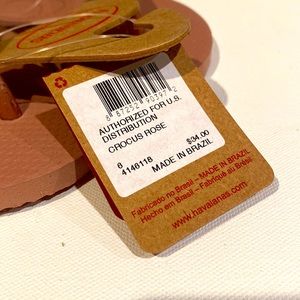 AUTHORIZED FOR U.S.
DISTRIBUTION
CROCUS ROSE
6 $34.00
4146118 MADE IN BRAZIL
Fabricado no Brasil – MADE IN BRAZIL
Hecho en Brasil – Fabriqué au Brésil
www.havaianas.com